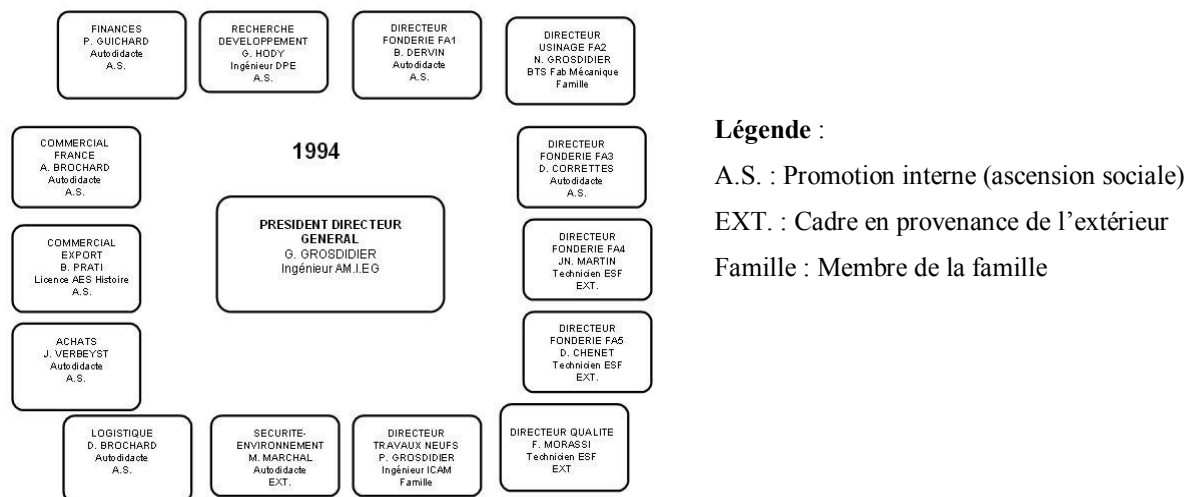 FINANCES
P. GUICHARD
Autodidacte
A.S.
RECHERCHE
DEVELOPPEMENT
G. HODY
Ingénieur DPE
A.S.
DIRECTEUR
FONDERIE FA1
B. DERVIN
Autodidacte
A.S.
DIRECTEUR
USINAGE FA2
N. GROSDIDIER
BTS Fab Mécanique
Famille
COMMERCIAL
FRANCE
A. BROCHARD
Autodidacte
A.S.
1994
DIRECTEUR
FONDERIE FA3
D. CORRETTES
Autodidacte
A.S.
PRESIDENT DIRECTEUR
GENERAL
G. GROSDIDIER
Ingénieur AM.I.EG
COMMERCIAL
EXPORT
B. PRATI
Licence AES Histoire
A.S.
DIRECTEUR
FONDERIE FA4
JN. MARTIN
Technicien ESF
EXT.
ACHATS
J. VERBEYST
Autodidacte
A.S.
DIRECTEUR
FONDERIE FA5
D. CHENET
Technicien ESF
EXT.
LOGISTIQUE
D. BROCHARD
Autodidacte
A.S.
SECURITE-
ENVIRONNEMENT
M. MARCHAL
Autodidacte
EXT.
DIRECTEUR
TRAVAUX NEUFS
P. GROSDIDIER
Ingénieur ICAM
Famille
DIRECTEUR QUALITE
F. MORASSI
Technicien ESF
EXT
Légende :
A.S. : Promotion interne (ascension sociale)
EXT. : Cadre en provenance de l’extérieur
Famille : Membre de la famille